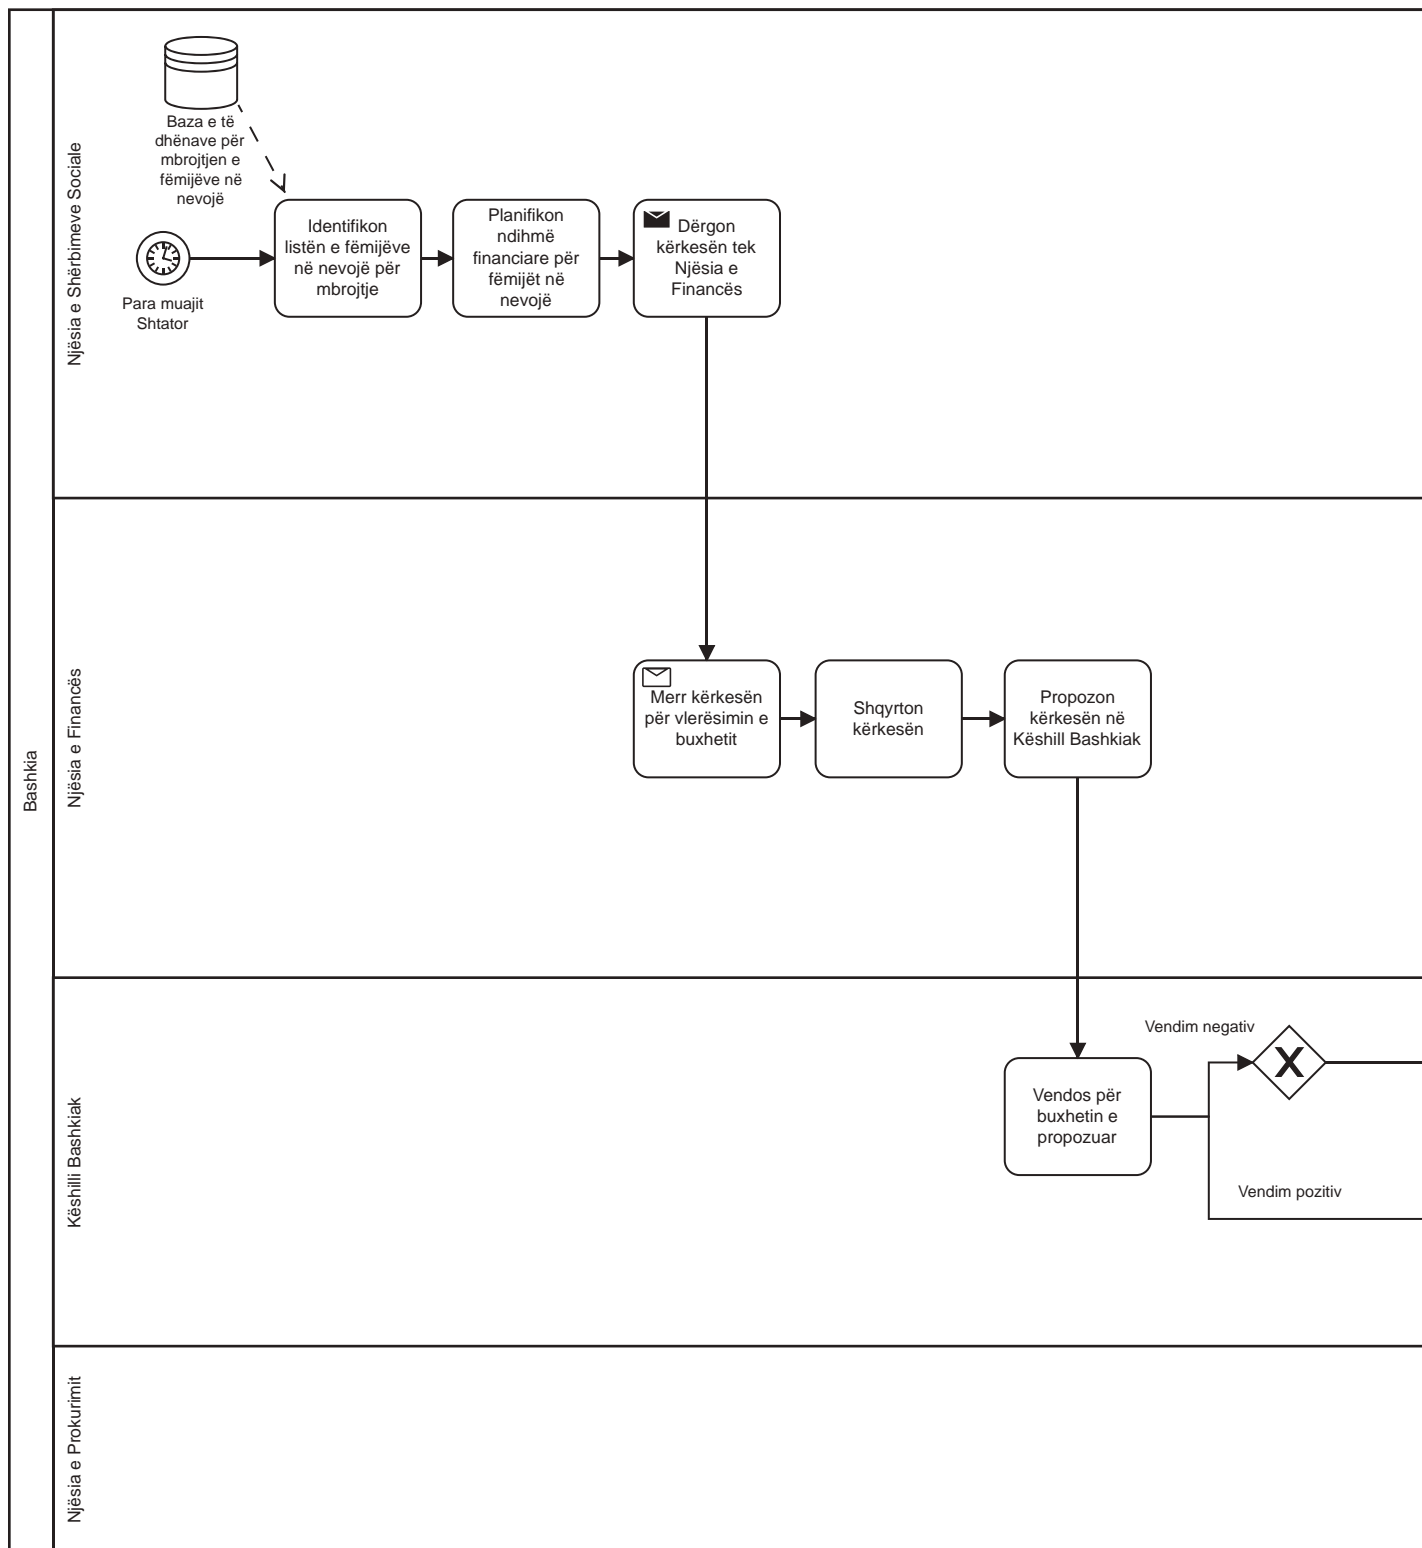 Bashkia
Njësia e Shërbimeve Sociale
Baza e të
dhënave për
mbrojtjen e
fëmijëve në
nevojë
Para muajit
Shtator
Identifikon
listën e fëmijëve
në nevojë për
mbrojtje
Planifikon
ndihmë
financiare për
fëmijët në
nevojë
Dërgon
kërkesën tek
Njësia e
Financës
Njësia e Financës
Merr kërkesën
për vlerësimin e
buxhetit
Shqyrton
kërkesën
Propozon
kërkesën në
Këshill Bashkiak
Këshilli Bashkiak
Vendos për
buxhetin e
propozuar
Vendim negativ
X
Vendim pozitiv
Njësia e Prokurimit